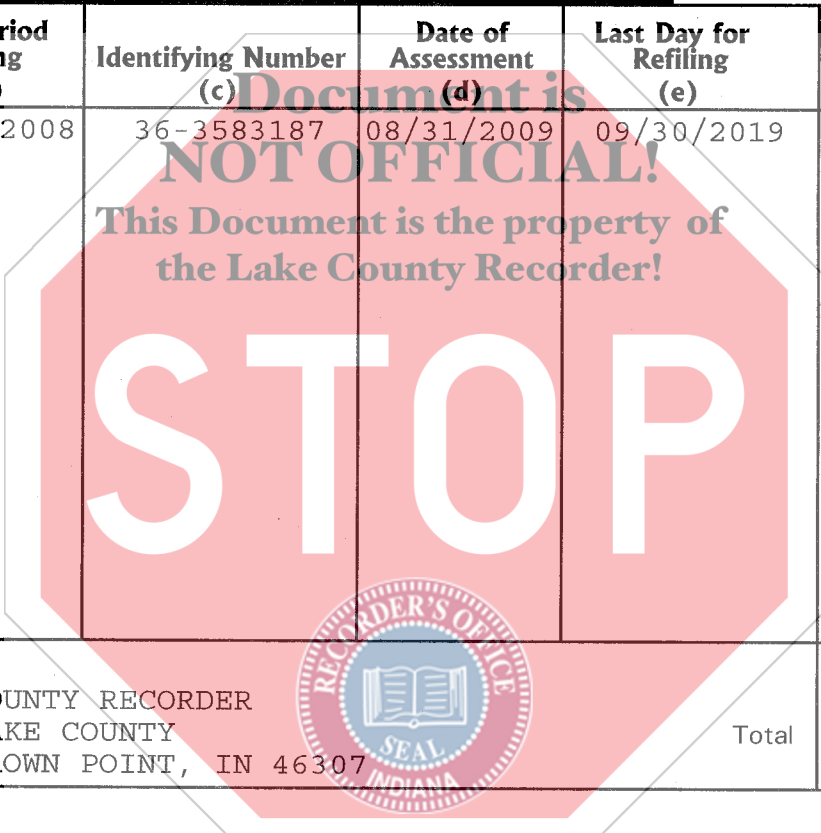 riod
ng
)
Identifying Number
(c)
Date of
Assessment
(d)
Last Day for
Refiling
(e)
2008 36-3583187 08/31/2009 09/30/2019
Document is
NOT OFFICIAL!
This Document is the property of
the Lake County Recorder!
STOP
RECORDER'S OFFICE
SEAL
INDIANA
OUNTY RECORDER
AKE COUNTY
OWN POINT, IN 46307
Total